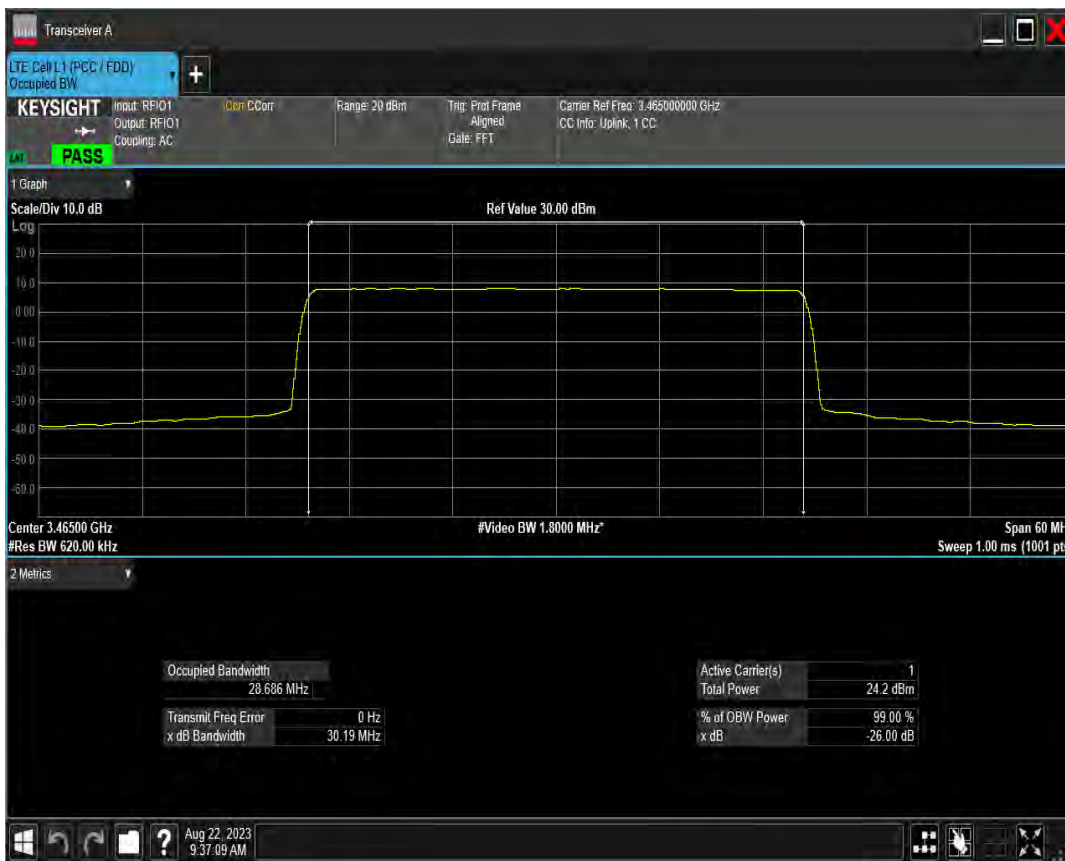 Transceiver A
LTE Cell L1 (PCC / FDD)
Occupied BW
+
KEYSIGHT
PASS
Input: RFIO1
Output: RFIO1
Coupling: AC
Corr CCorr
Range: 20 dBm
Trig: Prot Frame
Aligned
Gate: FFT
Carrier Ref Freq: 3.465000000 GHz
CC Info: Uplink, 1 CC
1 Graph
Scale/Div 10.0 dB
Ref Value 30.00 dBm
Log
20.0
10.0
0.00
-10.0
-20.0
-30.0
-40.0
-50.0
-60.0
Center 3.46500 GHz
#Video BW 1.8000 MHz*
Span 60 MH
#Res BW 620.00 kHz
Sweep 1.00 ms (1001 pt
2 Metrics
Occupied Bandwidth
28.686 MHz
Transmit Freq Error 0 Hz
x dB Bandwidth 30.19 MHz
Active Carrier(s) 1
Total Power 24.2 dBm
% of OBW Power 99.00 %
x dB -26.00 dB
?
Aug 22, 2023
9:37:09 AM